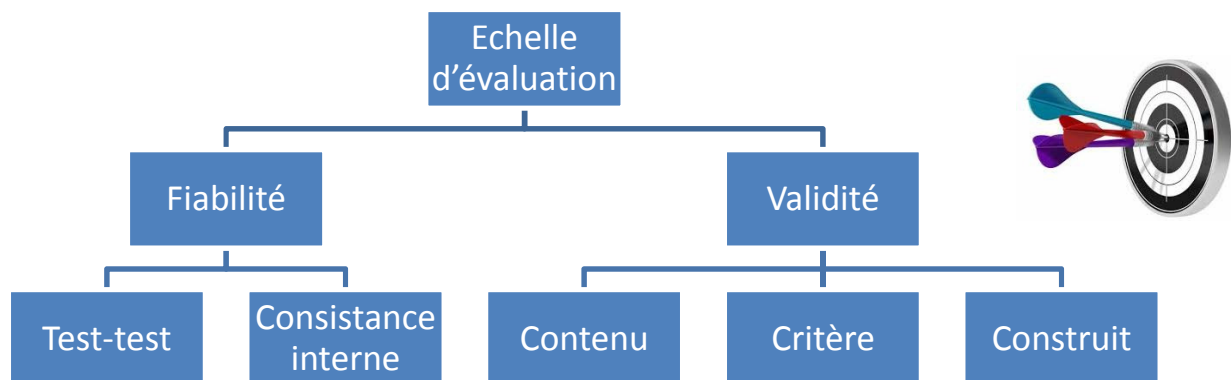 Echelle
d’évaluation
Fiabilité
Validité
Test-test
Consistance
interne
Contenu
Critère
Construit